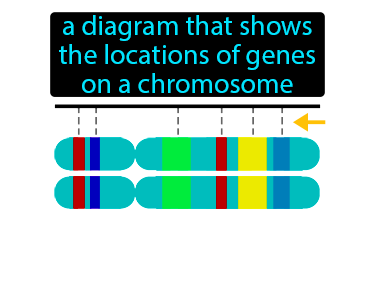 a diagram that shows
the locations of genes
on a chromosome